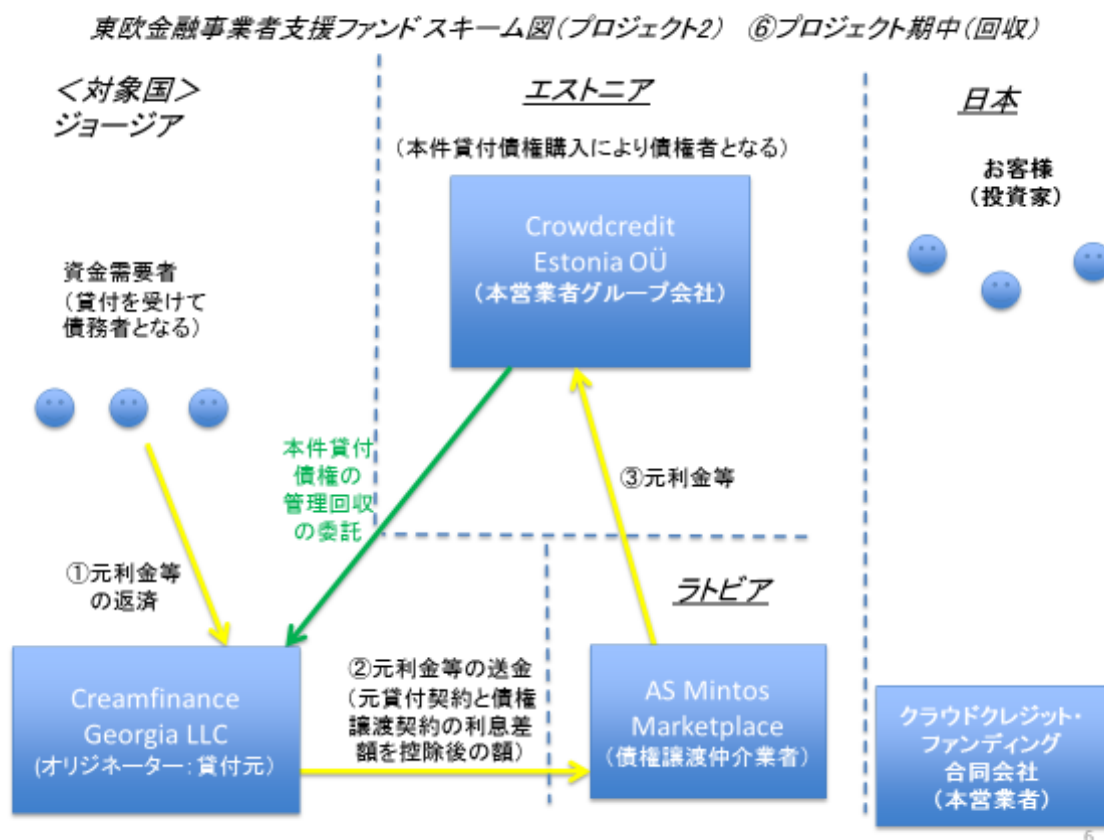 東欧金融事業者支援ファンド スキーム図（プロジェクト2） ⑥プロジェクト期中（回収）
＜対象国＞
ジョージア
エストニア
日本
（本件貸付債権購入により債権者となる）
お客様
（投資家）
Crowdcredit
Estonia OÜ
（本営業者グループ会社）
資金需要者
（貸付を受けて
債務者となる）
本件貸付
債権の
管理回収
の委託
③元利金等
①元利金等
の返済
ラトビア
Creamfinance
Georgia LLC
（オリジネーター：貸付元）
②元利金等の送金
（元貸付契約と債権
譲渡契約の利息差
額を控除後の額）
AS Mintos
Marketplace
（債権譲渡仲介業者）
クラウドクレジット・
ファンディング
合同会社
（本営業者）
6